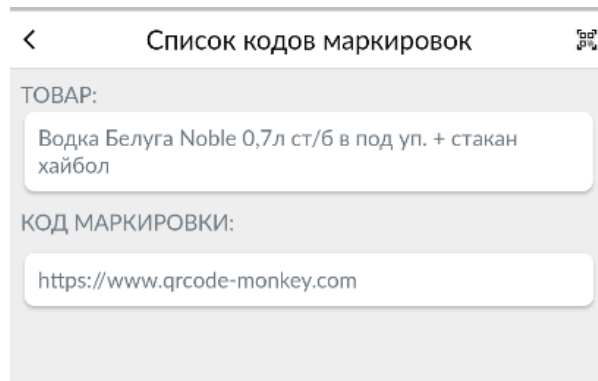 Список кодов маркировок
ТОВАР:
Водка Белуга Noble 0,7л ст/б в под уп. + стакан
хайбол
КОД МАРКИРОВКИ:
https://www.qrcode-monkey.com